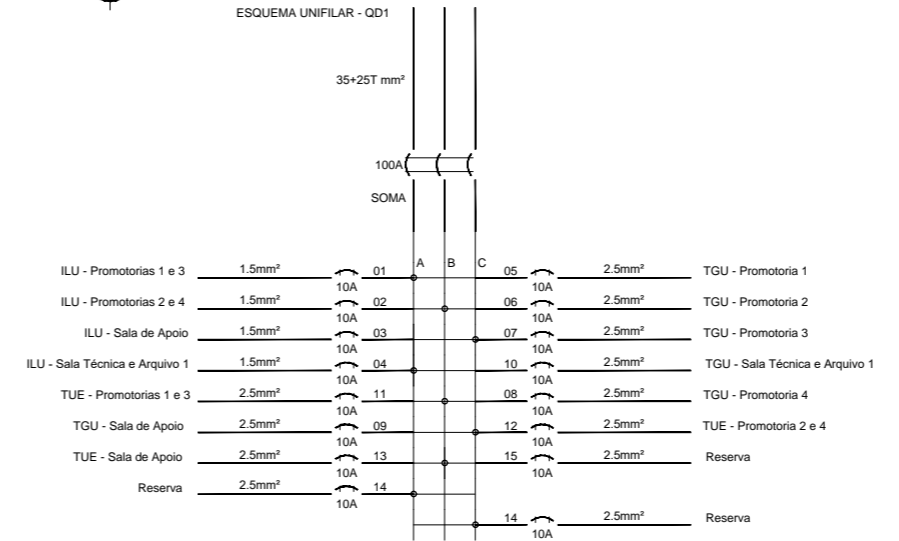 ESQUEMA UNIFILAR - QD1
35+25T mm²
100A
SOMA
A B C
ILU - Promotorias 1 e 3 1.5mm² 10A 01 05 10A 2.5mm² TGU - Promotoria 1
ILU - Promotorias 2 e 4 1.5mm² 10A 02 06 10A 2.5mm² TGU - Promotoria 2
ILU - Sala de Apoio 1.5mm² 10A 03 07 10A 2.5mm² TGU - Promotoria 3
ILU - Sala Técnica e Arquivo 1 1.5mm² 10A 04 10 10A 2.5mm² TGU - Sala Técnica e Arquivo 1
TUE - Promotorias 1 e 3 2.5mm² 10A 11 08 10A 2.5mm² TGU - Promotoria 4
TGU - Sala de Apoio 2.5mm² 10A 09 12 10A 2.5mm² TUE - Promotoria 2 e 4
TUE - Sala de Apoio 2.5mm² 10A 13 15 10A 2.5mm² Reserva
Reserva 2.5mm² 10A 14
14 10A 2.5mm² Reserva